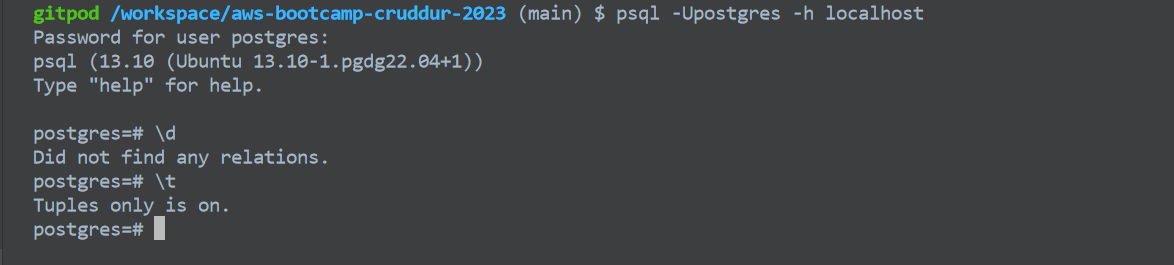 gitpod /workspace/aws-bootcamp-cruddur-2023 (main) $ psql -Upostgres -h localhost
Password for user postgres:
psql (13.10 (Ubuntu 13.10-1.pgdg22.04+1))
Type "help" for help.
postgres=# \d
Did not find any relations.
postgres=# \t
Tuples only is on.
postgres=#